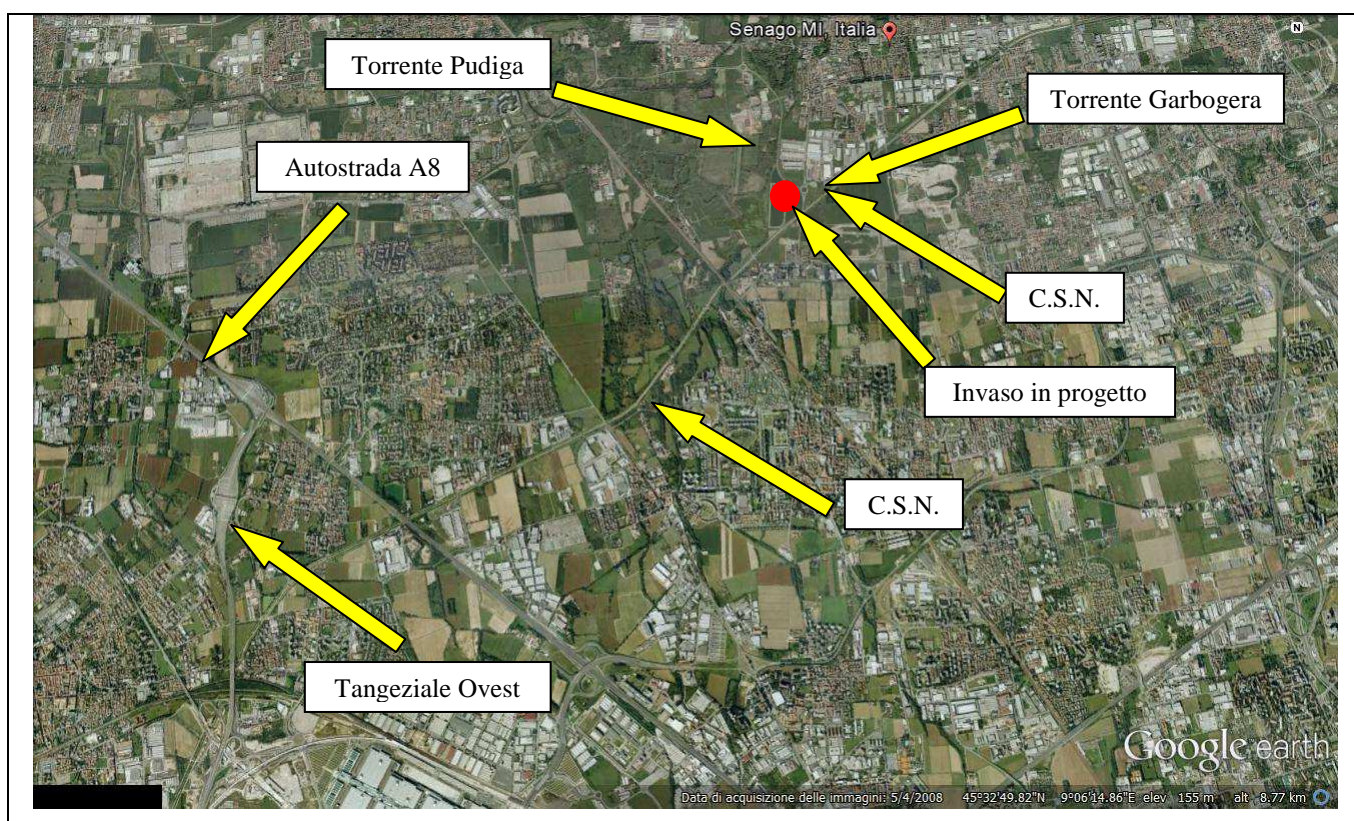 Senago MI, Italia
N
Torrente Pudiga
Torrente Garbogera
Autostrada A8
C.S.N.
Invaso in progetto
C.S.N.
Tangeziale Ovest
Google earth
Data di acquisizione delle immagini: 5/4/2008 45°32'49.82"N 9°06'14.86"E elev 155 m alt 8.77 km